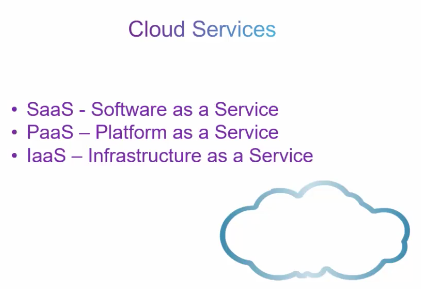 Cloud Services
• SaaS - Software as a Service
• PaaS – Platform as a Service
• IaaS – Infrastructure as a Service